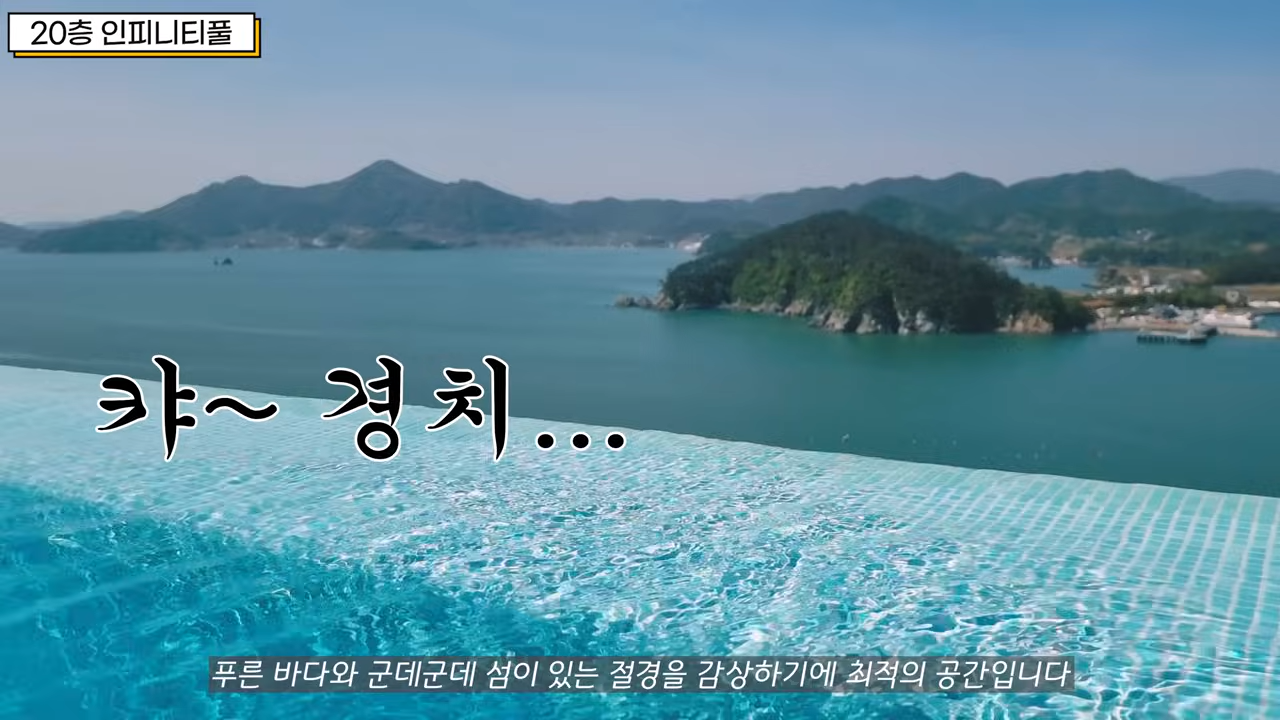 20층 인피니티풀
캬~ 경치...
푸른 바다와 군데군데 섬이 있는 절경을 감상하기에 최적의 공간입니다